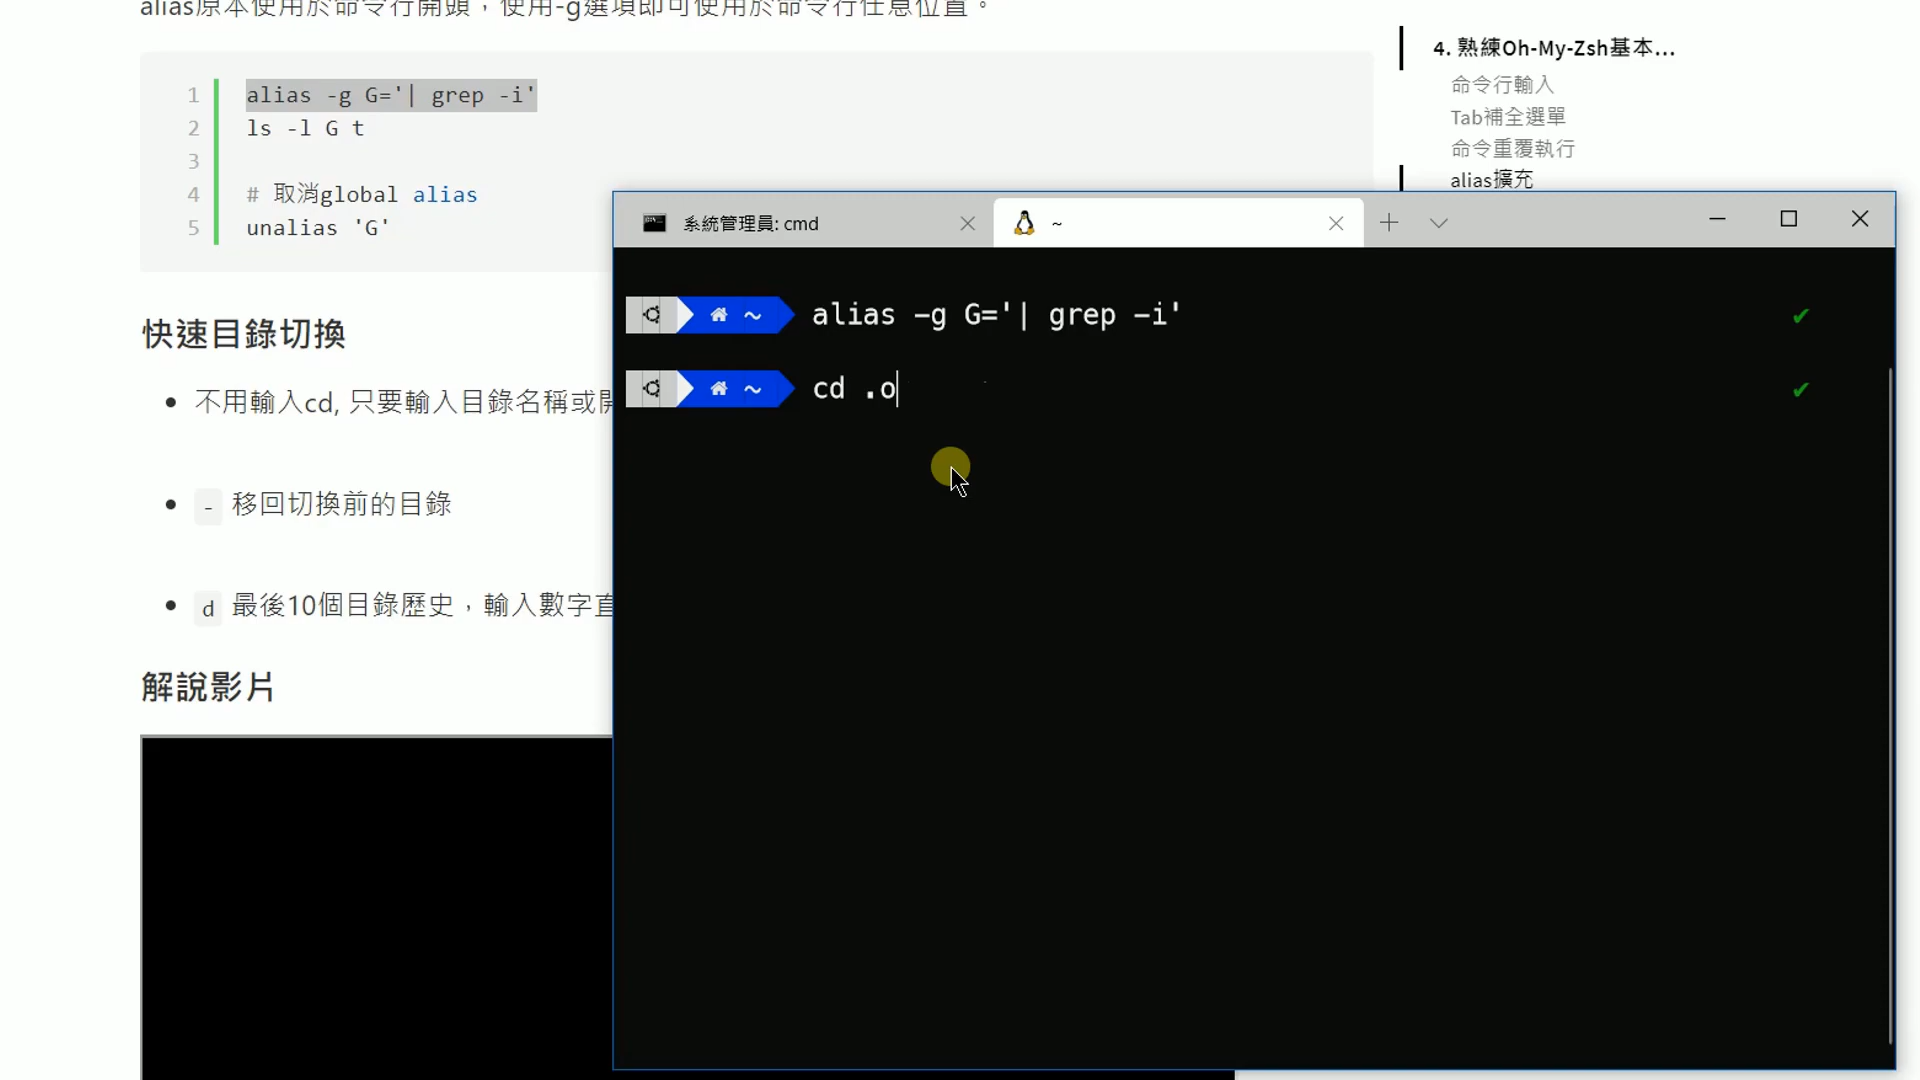 alias原本使用於命令行開頭，使用-g選項即可使用於命令行任意位置。
1 alias -g G='| grep -i'
2 ls -l G t
3
4 # 取消global alias
5 unalias 'G'
快速目錄切換
不用輸入cd, 只要輸入目錄名稱或
- 移回切換前的目錄
d 最後10個目錄歷史，輸入數字
解說影片
4. 熟練Oh-My-Zsh基本...
命令行輸入
Tab補全選單
命令重覆執行
alias擴充
系統管理員: cmd
~
~ alias -g G='| grep -i'
~ cd .o